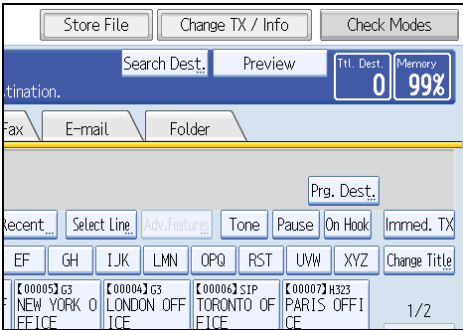 Store File Change TX / Info Check Modes
Search Dest. Preview Ttl. Dest. Memory
tination. 0 99%
Fax E-mail Folder
Prg. Dest.
Recent Select Line Adv.Features Tone Pause On Hook Immed. TX
EF GH IJK LMN OPQ RST UVW XYZ Change Title
【00005】G3 【00004】G3 【00006】SIP 【00007】H323
NEW YORK O LONDON OFF TORONTO OF PARIS OFFI 1/2
FFICE ICE FICE CE